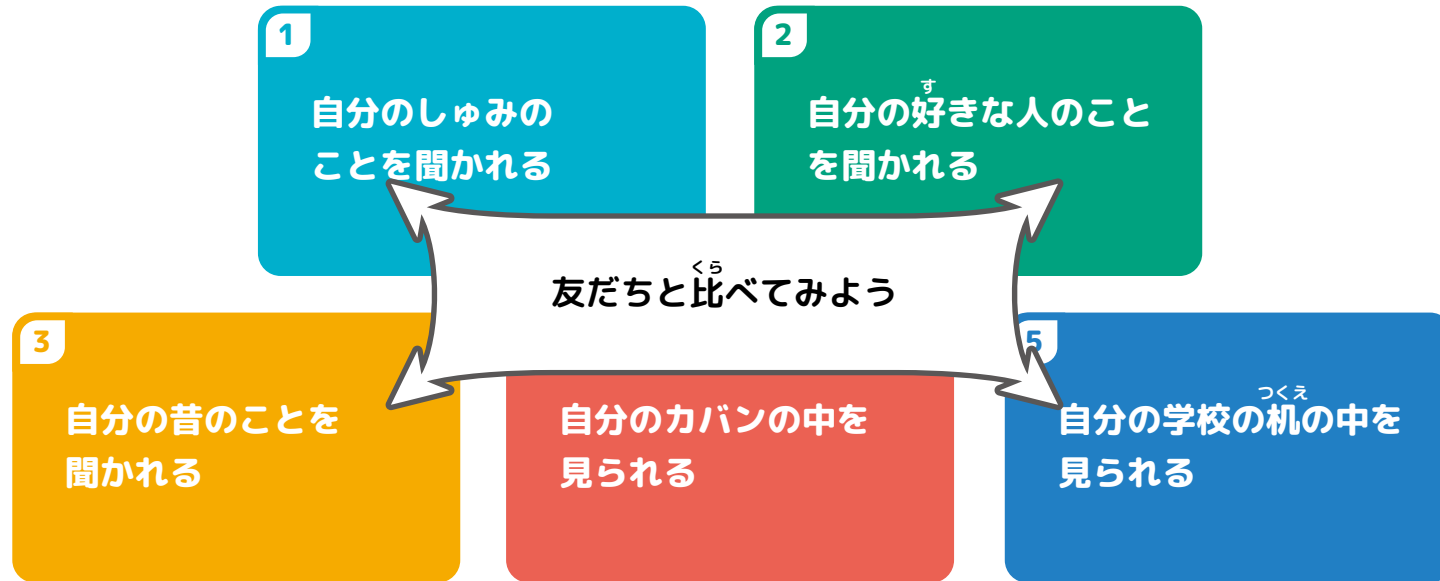 1
自分のしゅみの
ことを聞かれる
2
す
自分の好きな人のこと
を聞かれる
くら
友だちと比べてみよう
3
自分の昔のことを
聞かれる
自分のカバンの中を
見られる
5
つくえ
自分の学校の机の中を
見られる